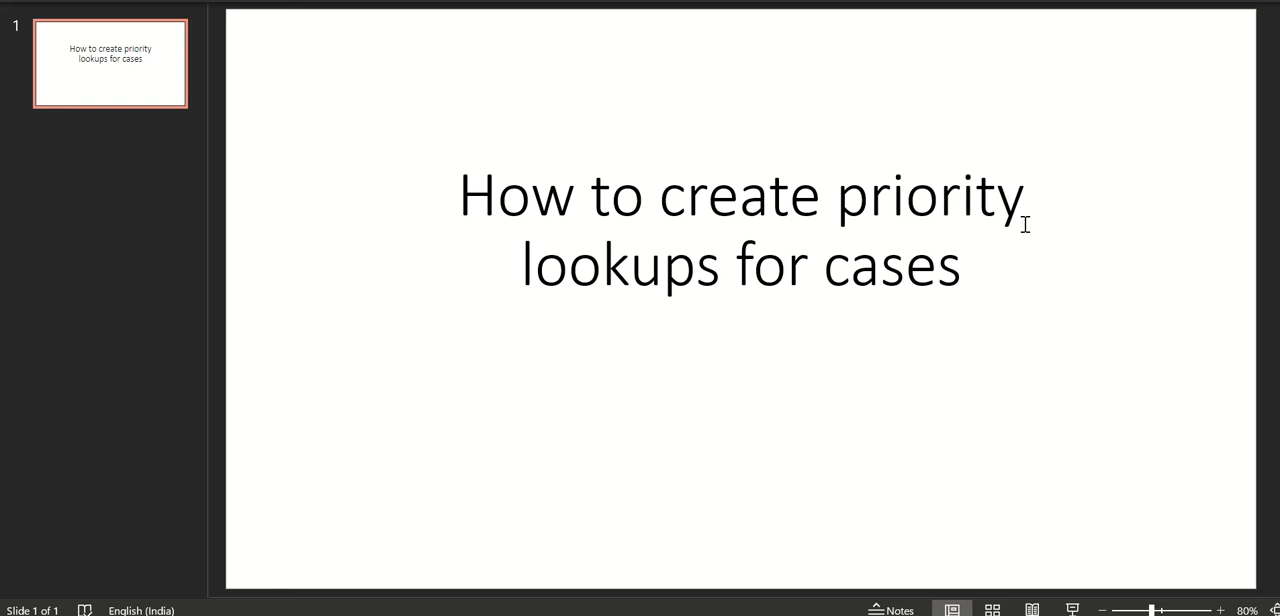 1
How to create priority
lookups for cases
How to create priority
lookups for cases
Slide 1 of 1
English (India)
Notes
80%